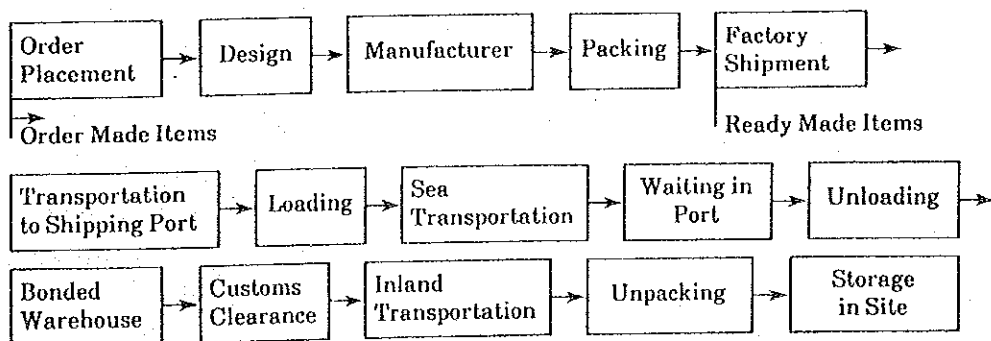 Order
Placement
Design
Manufacturer
Packing
Factory
Shipment
Order Made Items
Ready Made Items
Transportation
to Shipping Port
Loading
Sea
Transportation
Waiting in
Port
Unloading
Bonded
Warehouse
Customs
Clearance
Inland
Transportation
Unpacking
Storage
in Site